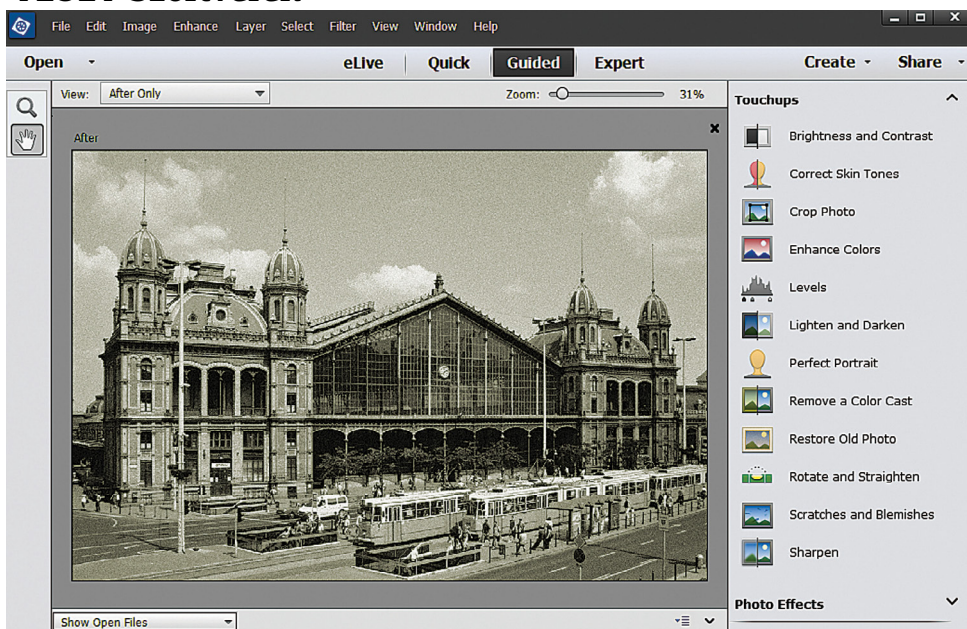 File Edit Image Enhance Layer Select Filter View Window Help
Open eLive Quick Guided Expert Create Share
View: After Only Zoom: 31%
After
Touchups
Brightness and Contrast
Correct Skin Tones
Crop Photo
Enhance Colors
Levels
Lighten and Darken
Perfect Portrait
Remove a Color Cast
Restore Old Photo
Rotate and Straighten
Scratches and Blemishes
Sharpen
Photo Effects
Show Open Files